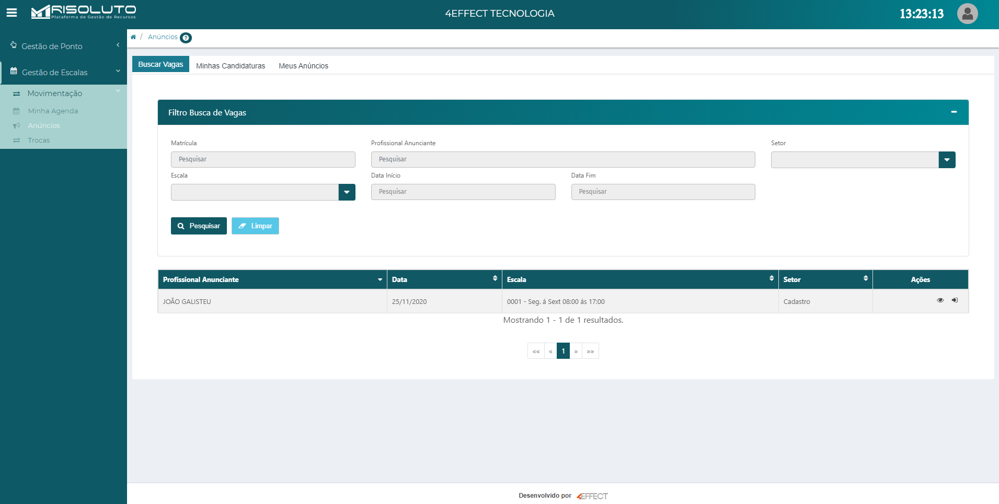 RISOLUTO
Plataforma de Gestão de Recursos
4EFFECT TECNOLOGIA
13:23:13
Gestão de Ponto
Gestão de Escalas
Movimentação
Minha Agenda
Anúncios
Trocas
/ Anúncios ?
Buscar Vagas Minhas Candidaturas Meus Anúncios
Filtro Busca de Vagas
Matrícula Profissional Anunciante Setor
Pesquisar Pesquisar
Escala Data Início Data Fim
Pesquisar Pesquisar
Pesquisar Limpar
Profissional Anunciante Data Escala Setor Ações
JOÃO GALISTEU 25/11/2020 0001 - Seg. á Sext 08:00 ás 17:00 Cadastro
Mostrando 1 - 1 de 1 resultados.
«« « 1 » »»
Desenvolvido por 4EFFECT